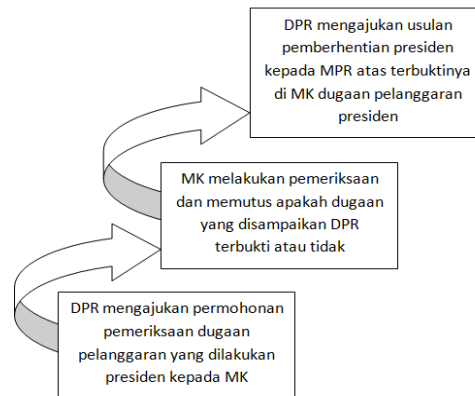 DPR mengajukan usulan
pemberhentian presiden
kepada MPR atas terbuktinya
di MK dugaan pelanggaran
presiden
MK melakukan pemeriksaan
dan memutus apakah dugaan
yang disampaikan DPR
terbukti atau tidak
DPR mengajukan permohonan
pemeriksaan dugaan
pelanggaran yang dilakukan
presiden kepada MK